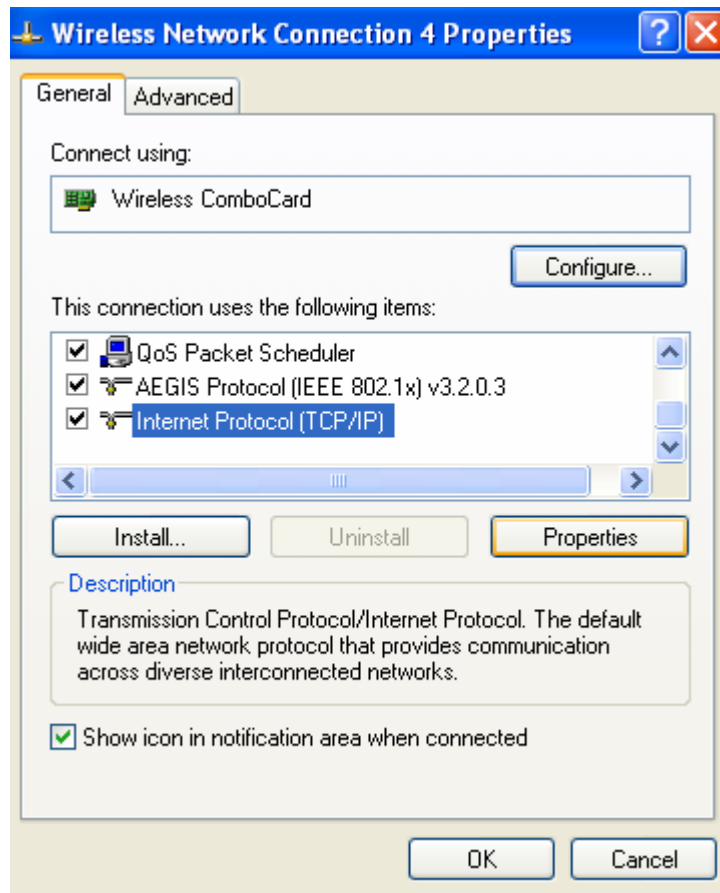 Wireless Network Connection 4 Properties
General
Advanced
Connect using:
Wireless ComboCard
Configure...
This connection uses the following items:
QoS Packet Scheduler
AEGIS Protocol (IEEE 802.1x) v3.2.0.3
Internet Protocol (TCP/IP)
Install...
Uninstall
Properties
Description
Transmission Control Protocol/Internet Protocol. The default
wide area network protocol that provides communication
across diverse interconnected networks.
Show icon in notification area when connected
OK
Cancel